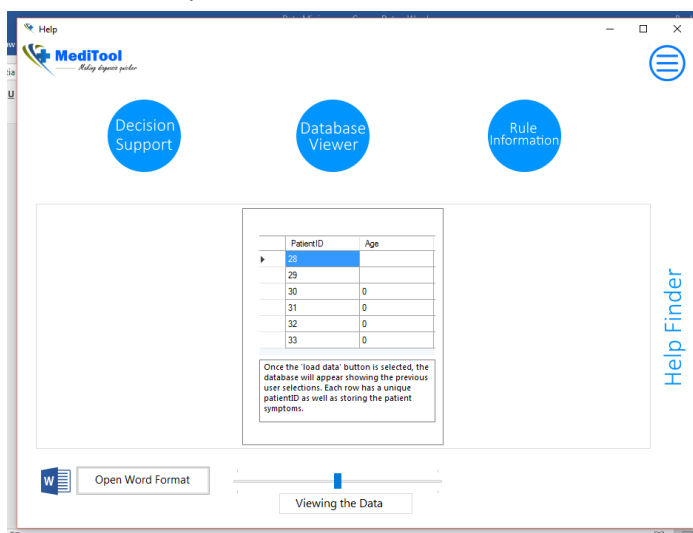 Help
MediTool
Making diagnosis quicker
Decision
Support
Database
Viewer
Rule
Information
PatientID Age
28
29
30 0
31 0
32 0
33 0
Once the 'load data' button is selected, the
database will appear showing the previous
user selections. Each row has a unique
patientID as well as storing the patient
symptoms.
Help Finder
W
Open Word Format
Viewing the Data